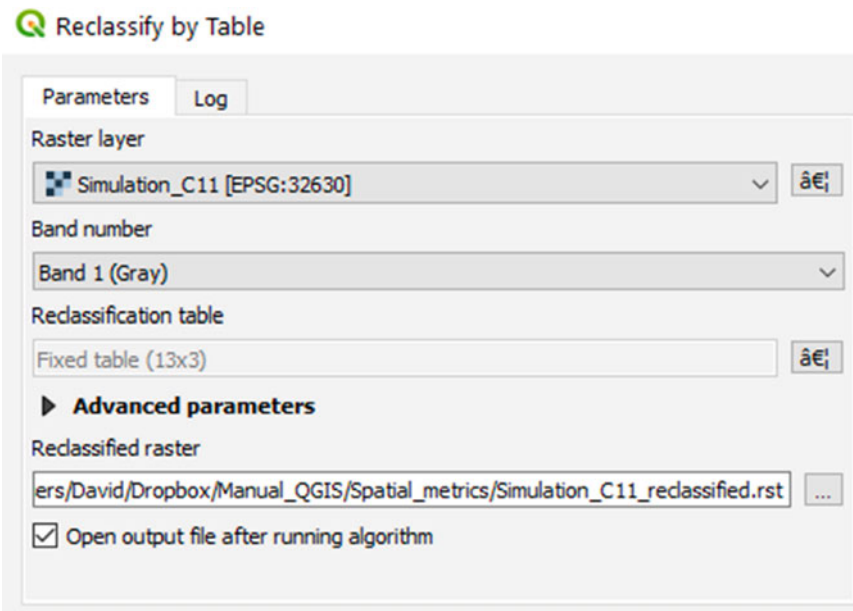 Reclassify by Table
Parameters
Log
Raster layer
Simulation_C11 [EPSG:32630]
…
Band number
Band 1 (Gray)
Reclassification table
Fixed table (13x3)
…
Advanced parameters
Reclassified raster
ers/David/Dropbox/Manual_QGIS/Spatial_metrics/Simulation_C11_reclassified.rst
...
Open output file after running algorithm